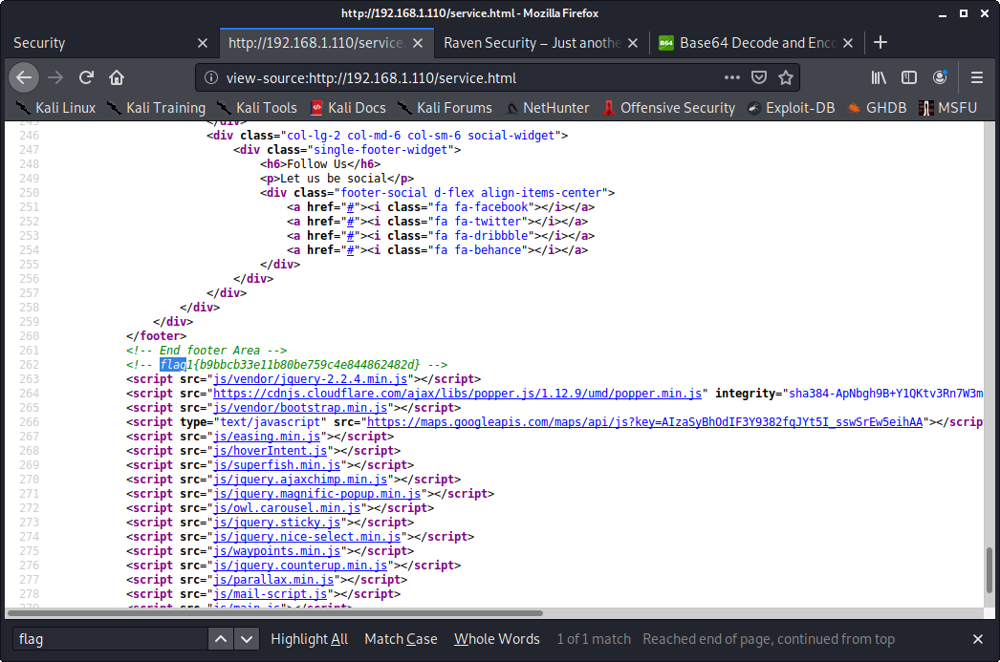 http://192.168.1.110/service.html - Mozilla Firefox
Security
http://192.168.1.110/service.
Raven Security – Just anothe
B64 Base64 Decode and Enco
view-source:http://192.168.1.110/service.html
Kali Linux Kali Training Kali Tools Kali Docs Kali Forums NetHunter Offensive Security Exploit-DB GHDB MSFU
245 </div>
246 <div class="col-lg-2 col-md-6 col-sm-6 social-widget">
247 <div class="single-footer-widget">
248 <h6>Follow Us</h6>
249 <p>Let us be social</p>
250 <div class="footer-social d-flex align-items-center">
251 <a href="#"><i class="fa fa-facebook"></i></a>
252 <a href="#"><i class="fa fa-twitter"></i></a>
253 <a href="#"><i class="fa fa-dribbble"></i></a>
254 <a href="#"><i class="fa fa-behance"></i></a>
255 </div>
256 </div>
257 </div>
258 </div>
259 </div>
260 </footer>
261 <!-- End footer Area -->
262 <!-- flag1{b9bbcb33e11b80be759c4e844862482d} -->
263 <script src="js/vendor/jquery-2.2.4.min.js"></script>
264 <script src="https://cdnjs.cloudflare.com/ajax/libs/popper.js/1.12.9/umd/popper.min.js" integrity="sha384-ApNbgh9B+Y1QKtv3Rn7W3m
265 <script src="js/vendor/bootstrap.min.js"></script>
266 <script type="text/javascript" src="https://maps.googleapis.com/maps/api/js?key=AIzaSyBhOdIF3Y9382fqJYt5I_sswSrEw5eihAA"></scrip
267 <script src="js/easing.min.js"></script>
268 <script src="js/hoverIntent.js"></script>
269 <script src="js/superfish.min.js"></script>
270 <script src="js/jquery.ajaxchimp.min.js"></script>
271 <script src="js/jquery.magnific-popup.min.js"></script>
272 <script src="js/owl.carousel.min.js"></script>
273 <script src="js/jquery.sticky.js"></script>
274 <script src="js/jquery.nice-select.min.js"></script>
275 <script src="js/waypoints.min.js"></script>
276 <script src="js/jquery.counterup.min.js"></script>
277 <script src="js/parallax.min.js"></script>
278 <script src="js/mail-script.js"></script>
279 <script src="js/main.js"></script>
flag Highlight All Match Case Whole Words 1 of 1 match Reached end of page, continued from top